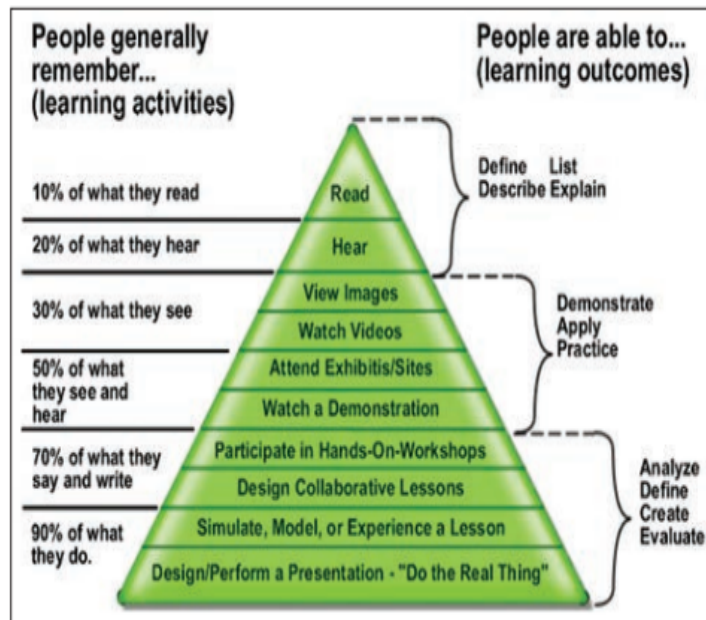 People generally
remember...
(learning activities)
People are able to...
(learning outcomes)
10% of what they read
20% of what they hear
30% of what they see
50% of what
they see and
hear
70% of what they
say and write
90% of what
they do.
Read
Hear
View Images
Watch Videos
Attend Exhibitis/Sites
Watch a Demonstration
Participate in Hands-On-Workshops
Design Collaborative Lessons
Simulate, Model, or Experience a Lesson
Design/Perform a Presentation - "Do the Real Thing"
Define List
Describe Explain
Demonstrate
Apply
Practice
Analyze
Define
Create
Evaluate